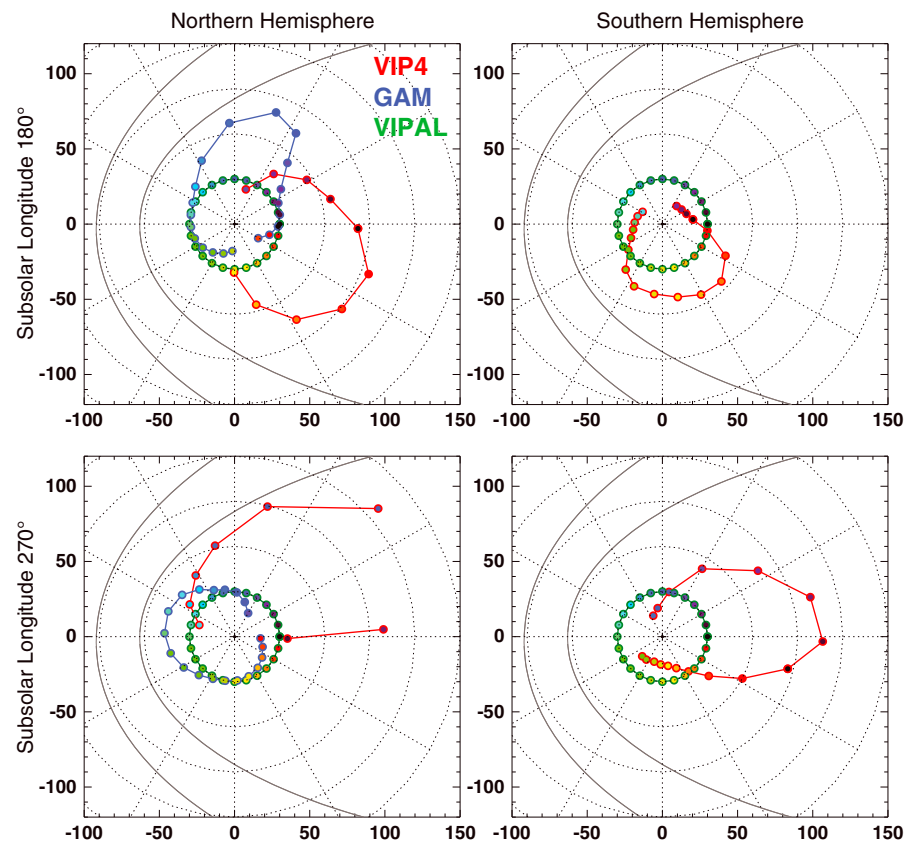 Northern Hemisphere
Southern Hemisphere
VIP4
GAM
VIPAL
Subsolar Longitude 180°
100
50
0
-50
-100
-100 -50 0 50 100 150
100
50
0
-50
-100
-100 -50 0 50 100 150
Subsolar Longitude 270°
100
50
0
-50
-100
-100 -50 0 50 100 150
100
50
0
-50
-100
-100 -50 0 50 100 150